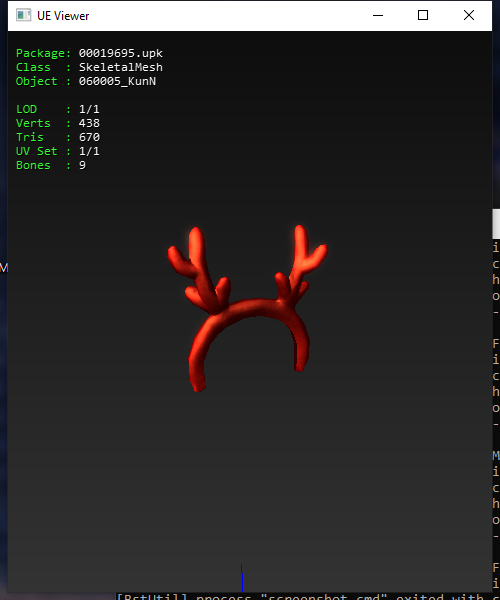 UE Viewer
Package: 00019695.upk
Class  : SkeletalMesh
Object : 060005_KunN
LOD    : 1/1
Verts  : 438
Tris   : 670
UV Set : 1/1
Bones  : 9
M
i
c
h
o
-
F
i
c
h
o
-
M
i
c
h
o
-
F
i
[BstUtil] process "screenshot.cmd" exited with c